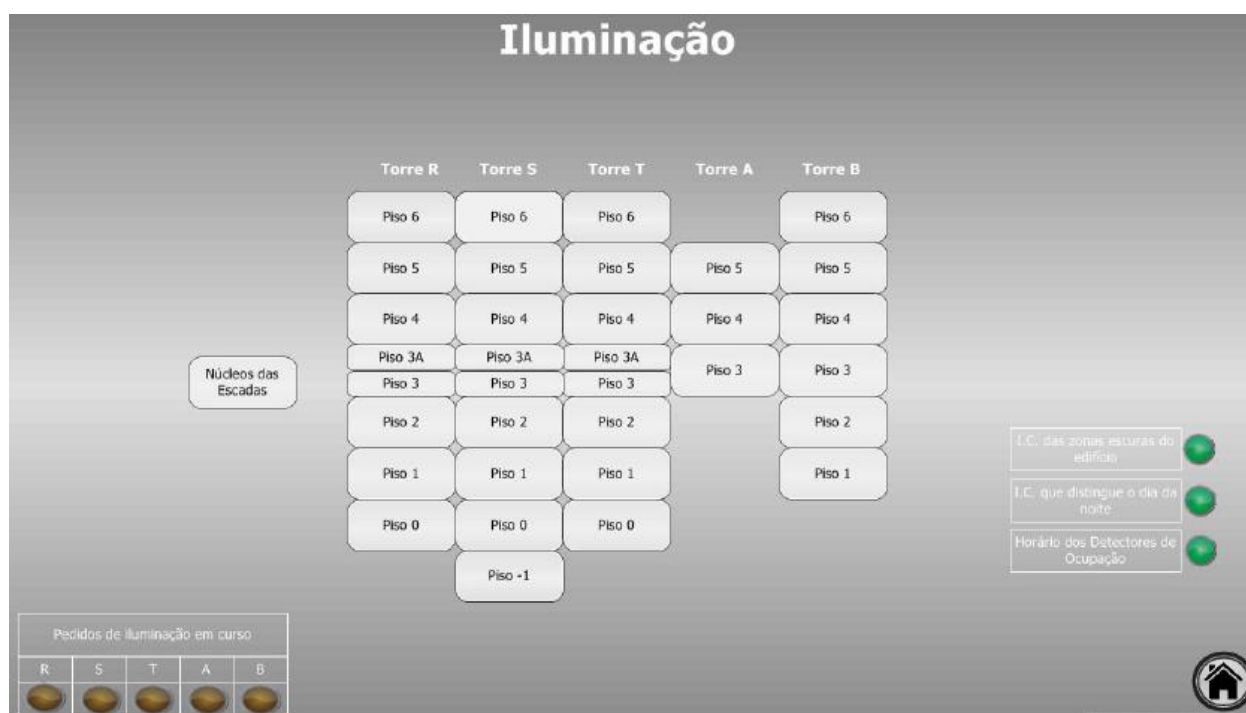 Iluminação
Torre R Torre S Torre T Torre A Torre B
Piso 6 Piso 6 Piso 6 Piso 6
Piso 5 Piso 5 Piso 5 Piso 5 Piso 5
Piso 4 Piso 4 Piso 4 Piso 4 Piso 4
Piso 3A Piso 3A Piso 3A
Piso 3 Piso 3 Piso 3 Piso 3 Piso 3
Núcleos das
Escadas
Piso 2 Piso 2 Piso 2 Piso 2
Piso 1 Piso 1 Piso 1 Piso 1
Piso 0 Piso 0 Piso 0
Piso -1
I.C. das zonas escuras do
edifício
I.C. que distingue o dia da
noite
Horário dos Detectores de
Ocupação
Pedidos de iluminação em curso
R S T A B